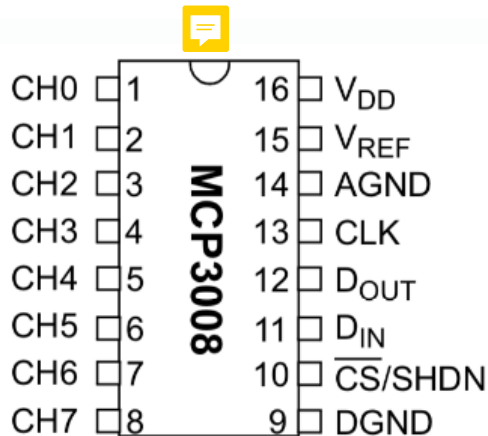 CH0 1 16 VDD
CH1 2 15 VREF
CH2 3 14 AGND
CH3 4 13 CLK
CH4 5 12 DOUT
CH5 6 11 DIN
CH6 7 10 CS/SHDN
CH7 8 9 DGND
MCP3008